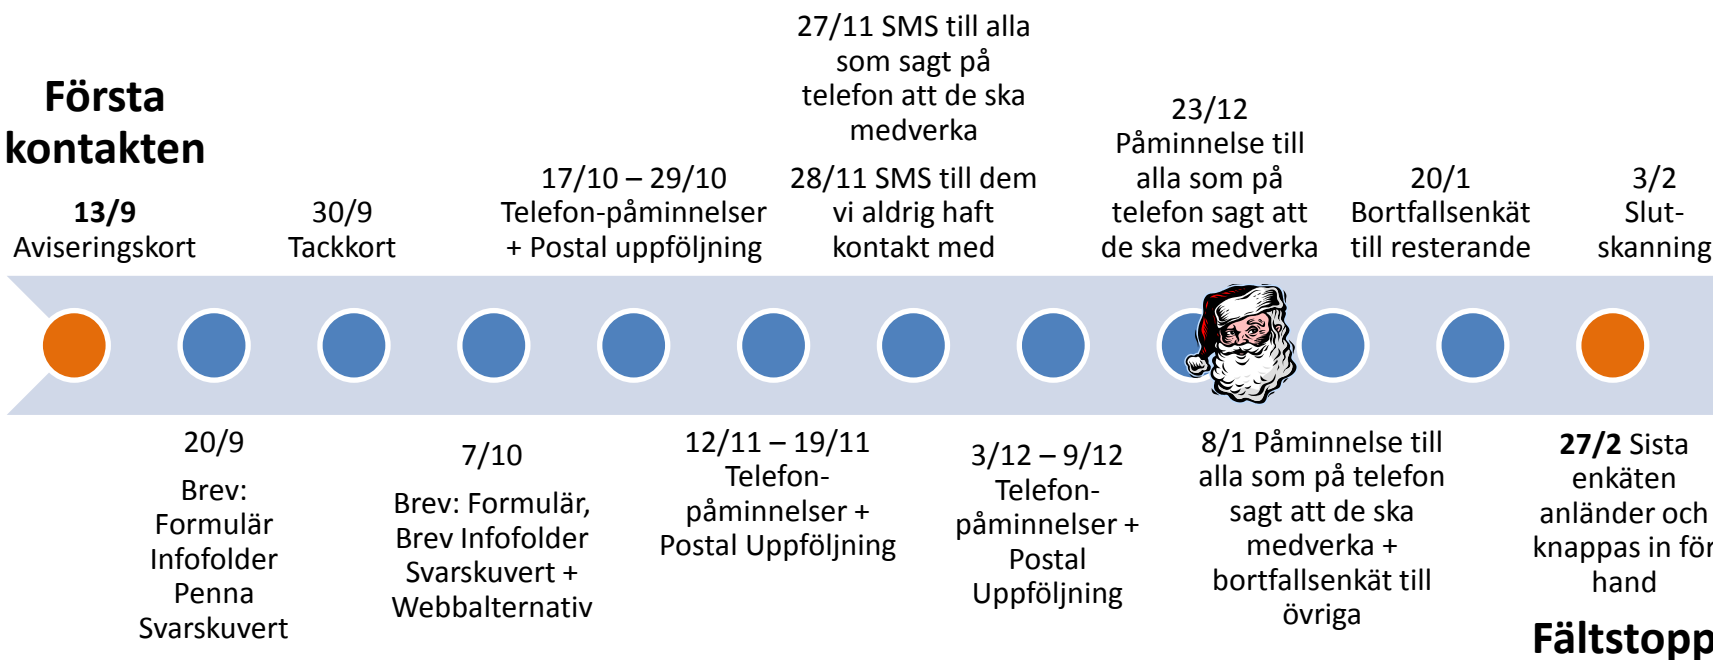 Första
kontakten
13/9
Aviseringskort
30/9
Tackkort
17/10 – 29/10
Telefon-påminnelser
+ Postal uppföljning
27/11 SMS till alla
som sagt på
telefon att de ska
medverka
28/11 SMS till dem
vi aldrig haft
kontakt med
23/12
Påminnelse till
alla som på
telefon sagt att
de ska medverka
20/1
Bortfallsenkät
till resterande
3/2
Slut-
skanning
20/9
Brev:
Formulär
Infofolder
Penna
Svarskuvert
7/10
Brev: Formulär,
Brev Infofolder
Svarskuvert +
Webbalternativ
12/11 – 19/11
Telefon-
påminnelser +
Postal Uppföljning
3/12 – 9/12
Telefon-
påminnelser +
Postal
Uppföljning
8/1 Påminnelse till
alla som på telefon
sagt att de ska
medverka +
bortfallsenkät till
övriga
27/2 Sista
enkäten
anländer och
knappas in för
hand
Fältstopp